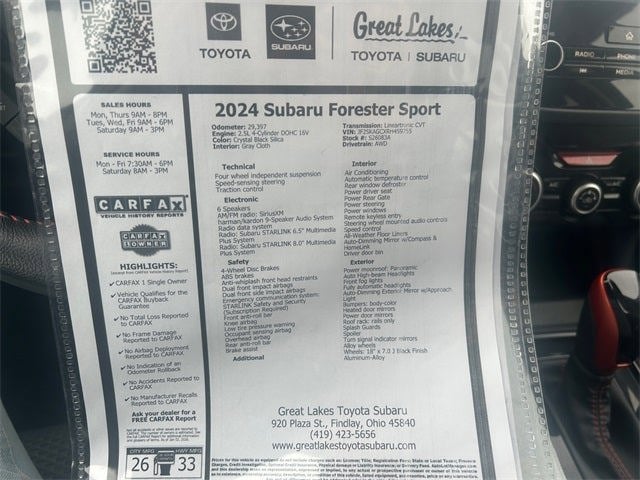 TOYOTA
SUBARU
Great Lakes
TOYOTA | SUBARU
RADIO
PHONE
MEDIA
SALES HOURS
Mon, Thurs 9AM - 8PM
Tues, Wed, Fri 9AM - 6PM
Saturday 9AM - 3PM
SERVICE HOURS
Mon - Fri 7:30AM - 6PM
Saturday 8AM - 3PM
CARFAX
VEHICLE HISTORY REPORTS
CARFAX
1 OWNER
HIGHLIGHTS:
(Excerpt from CARFAX Vehicle History Report)
✓ CARFAX 1 Single Owner
✓ Vehicle Qualifies for the
CARFAX Buyback
Guarantee
✓ No Total Loss Reported
to CARFAX
✓ No Frame Damage
Reported to CARFAX
✓ No Airbag Deployment
Reported to CARFAX
✓ No Indication of an
Odometer Rollback
✓ No Accidents Reported
to CARFAX
✓ No Manufacturer Recalls
Reported to CARFAX
Ask your dealer for a
FREE CARFAX Report
CITY MPG
26
HWY MPG
33
2024 Subaru Forester Sport
Odometer: 29,397
Engine: 2.5L 4-Cylinder DOHC 16V
Color: Crystal Black Silica
Interior: Gray Cloth
Transmission: Lineartronic CVT
Stock #: S26083A
Drivetrain: AWD
Technical
Four wheel independent suspension
Speed-sensing steering
Traction control
Electronic
6 Speakers
AM/FM radio: SiriusXM
harman/kardon 9-Speaker Audio System
Radio data system
Radio: Subaru STARLINK 6.5" Multimedia
Plus System
Radio: Subaru STARLINK 8.0" Multimedia
Plus System
Safety
4-Wheel Disc Brakes
ABS brakes
Anti-whiplash front head restraints
Dual front impact airbags
Dual front side impact airbags
Emergency communication system:
STARLINK Safety and Security
(Subscription Required)
Front anti-roll bar
Knee airbag
Low tire pressure warning
Occupant sensing airbag
Overhead airbag
Rear anti-roll bar
Brake assist
Additional
Interior
Air Conditioning
Automatic temperature control
Rear window defroster
Power driver seat
Power Rear Gate
Power steering
Power windows
Remote keyless entry
Steering wheel mounted audio controls
Speed control
All-Weather Floor Liners
Auto-Dimming Mirror w/Compass &
HomeLink
Driver door bin
Exterior
Power moonroof: Panoramic
Auto High-beam Headlights
Front fog lights
Fully automatic headlights
Auto-Dimming Exterior Mirror w/Approach
Light
Bumpers: body-color
Heated door mirrors
Power door mirrors
Roof rack: rails only
Splash Guards
Spoiler
Turn signal indicator mirrors
Alloy wheels
Wheels: 18" x 7.0 J Black Finish
Aluminum-Alloy
Great Lakes Toyota Subaru
920 Plaza St., Findlay, Ohio 45840
(419) 423-5656
www.greatlakestoyotasubaru.com